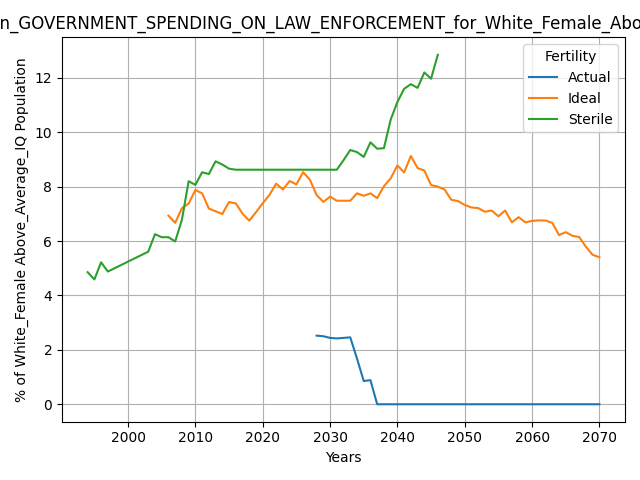 n_GOVERNMENT_SPENDING_ON_LAW_ENFORCEMENT_for_White_Female_Abo
% of White_Female Above_Average_IQ Population
12
10
8
6
4
2
0
Fertility
Actual
Ideal
Sterile
2000 2010 2020 2030 2040 2050 2060 2070
Years